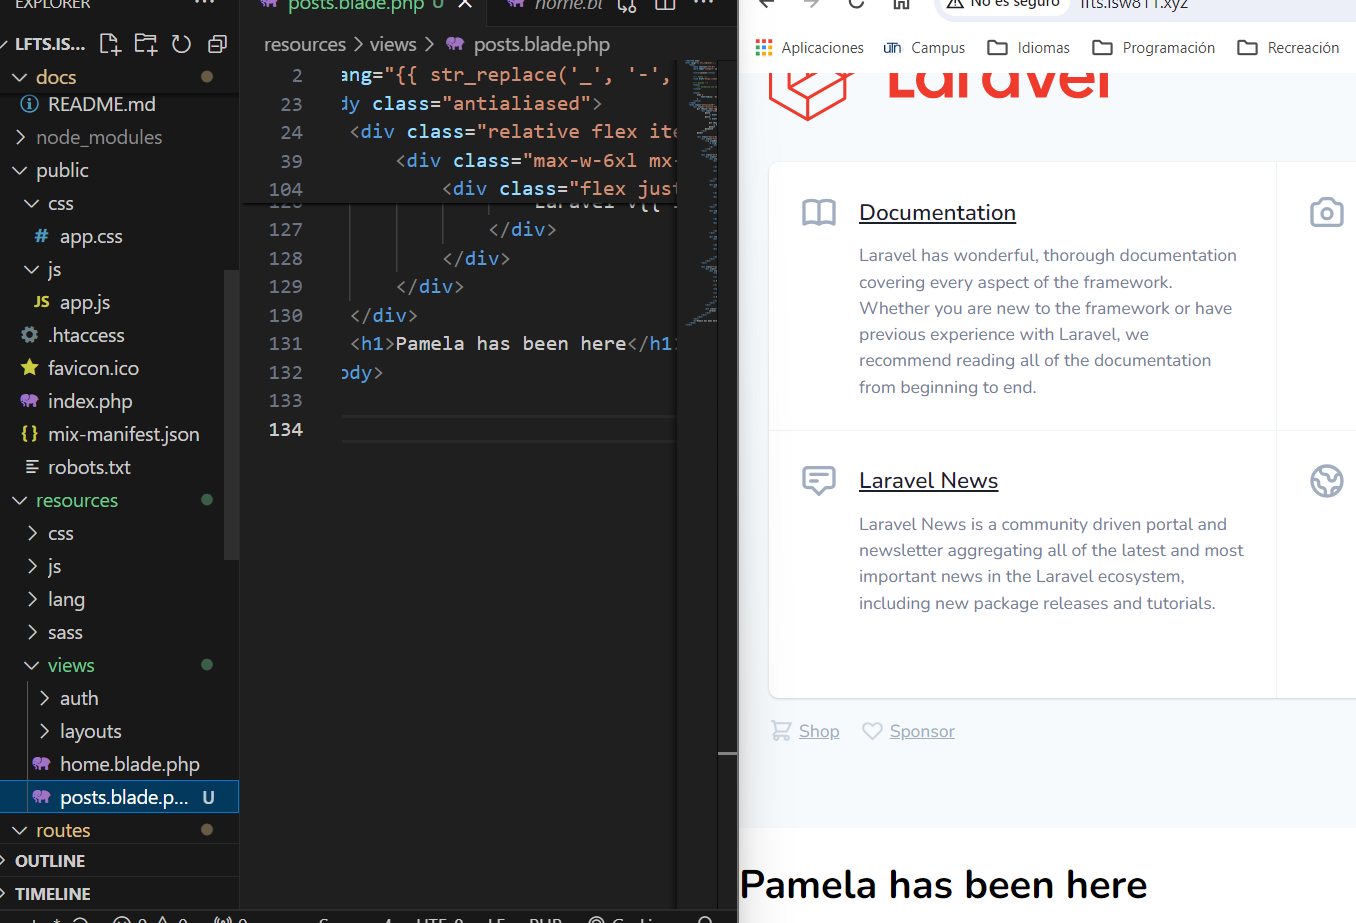 EXPLORER
LFTS.IS...
docs
README.md
node_modules
public
css
app.css
js
app.js
.htaccess
favicon.ico
index.php
mix-manifest.json
robots.txt
resources
css
js
lang
sass
views
auth
layouts
home.blade.php
posts.blade.p... U
routes
OUTLINE
TIMELINE
posts.blade.php U
home.bl
resources > views > posts.blade.php
2 ang="{{ str_replace('_', '-',
23 dy class="antialiased">
24 <div class="relative flex ite
39 <div class="max-w-6xl mx-
104 <div class="flex just
126 Laravel v{{
127 </div>
128 </div>
129 </div>
130 </div>
131 <h1>Pamela has been here</h1>
132 ody>
133
134
UTF-8 LF PHP
No es seguro lfts.isw811.xyz
Aplicaciones
Campus
Idiomas
Programación
Recreación
Laravel
Documentation
Laravel has wonderful, thorough documentation
covering every aspect of the framework.
Whether you are new to the framework or have
previous experience with Laravel, we
recommend reading all of the documentation
from beginning to end.
Laravel News
Laravel News is a community driven portal and
newsletter aggregating all of the latest and most
important news in the Laravel ecosystem,
including new package releases and tutorials.
Shop
Sponsor
Pamela has been here